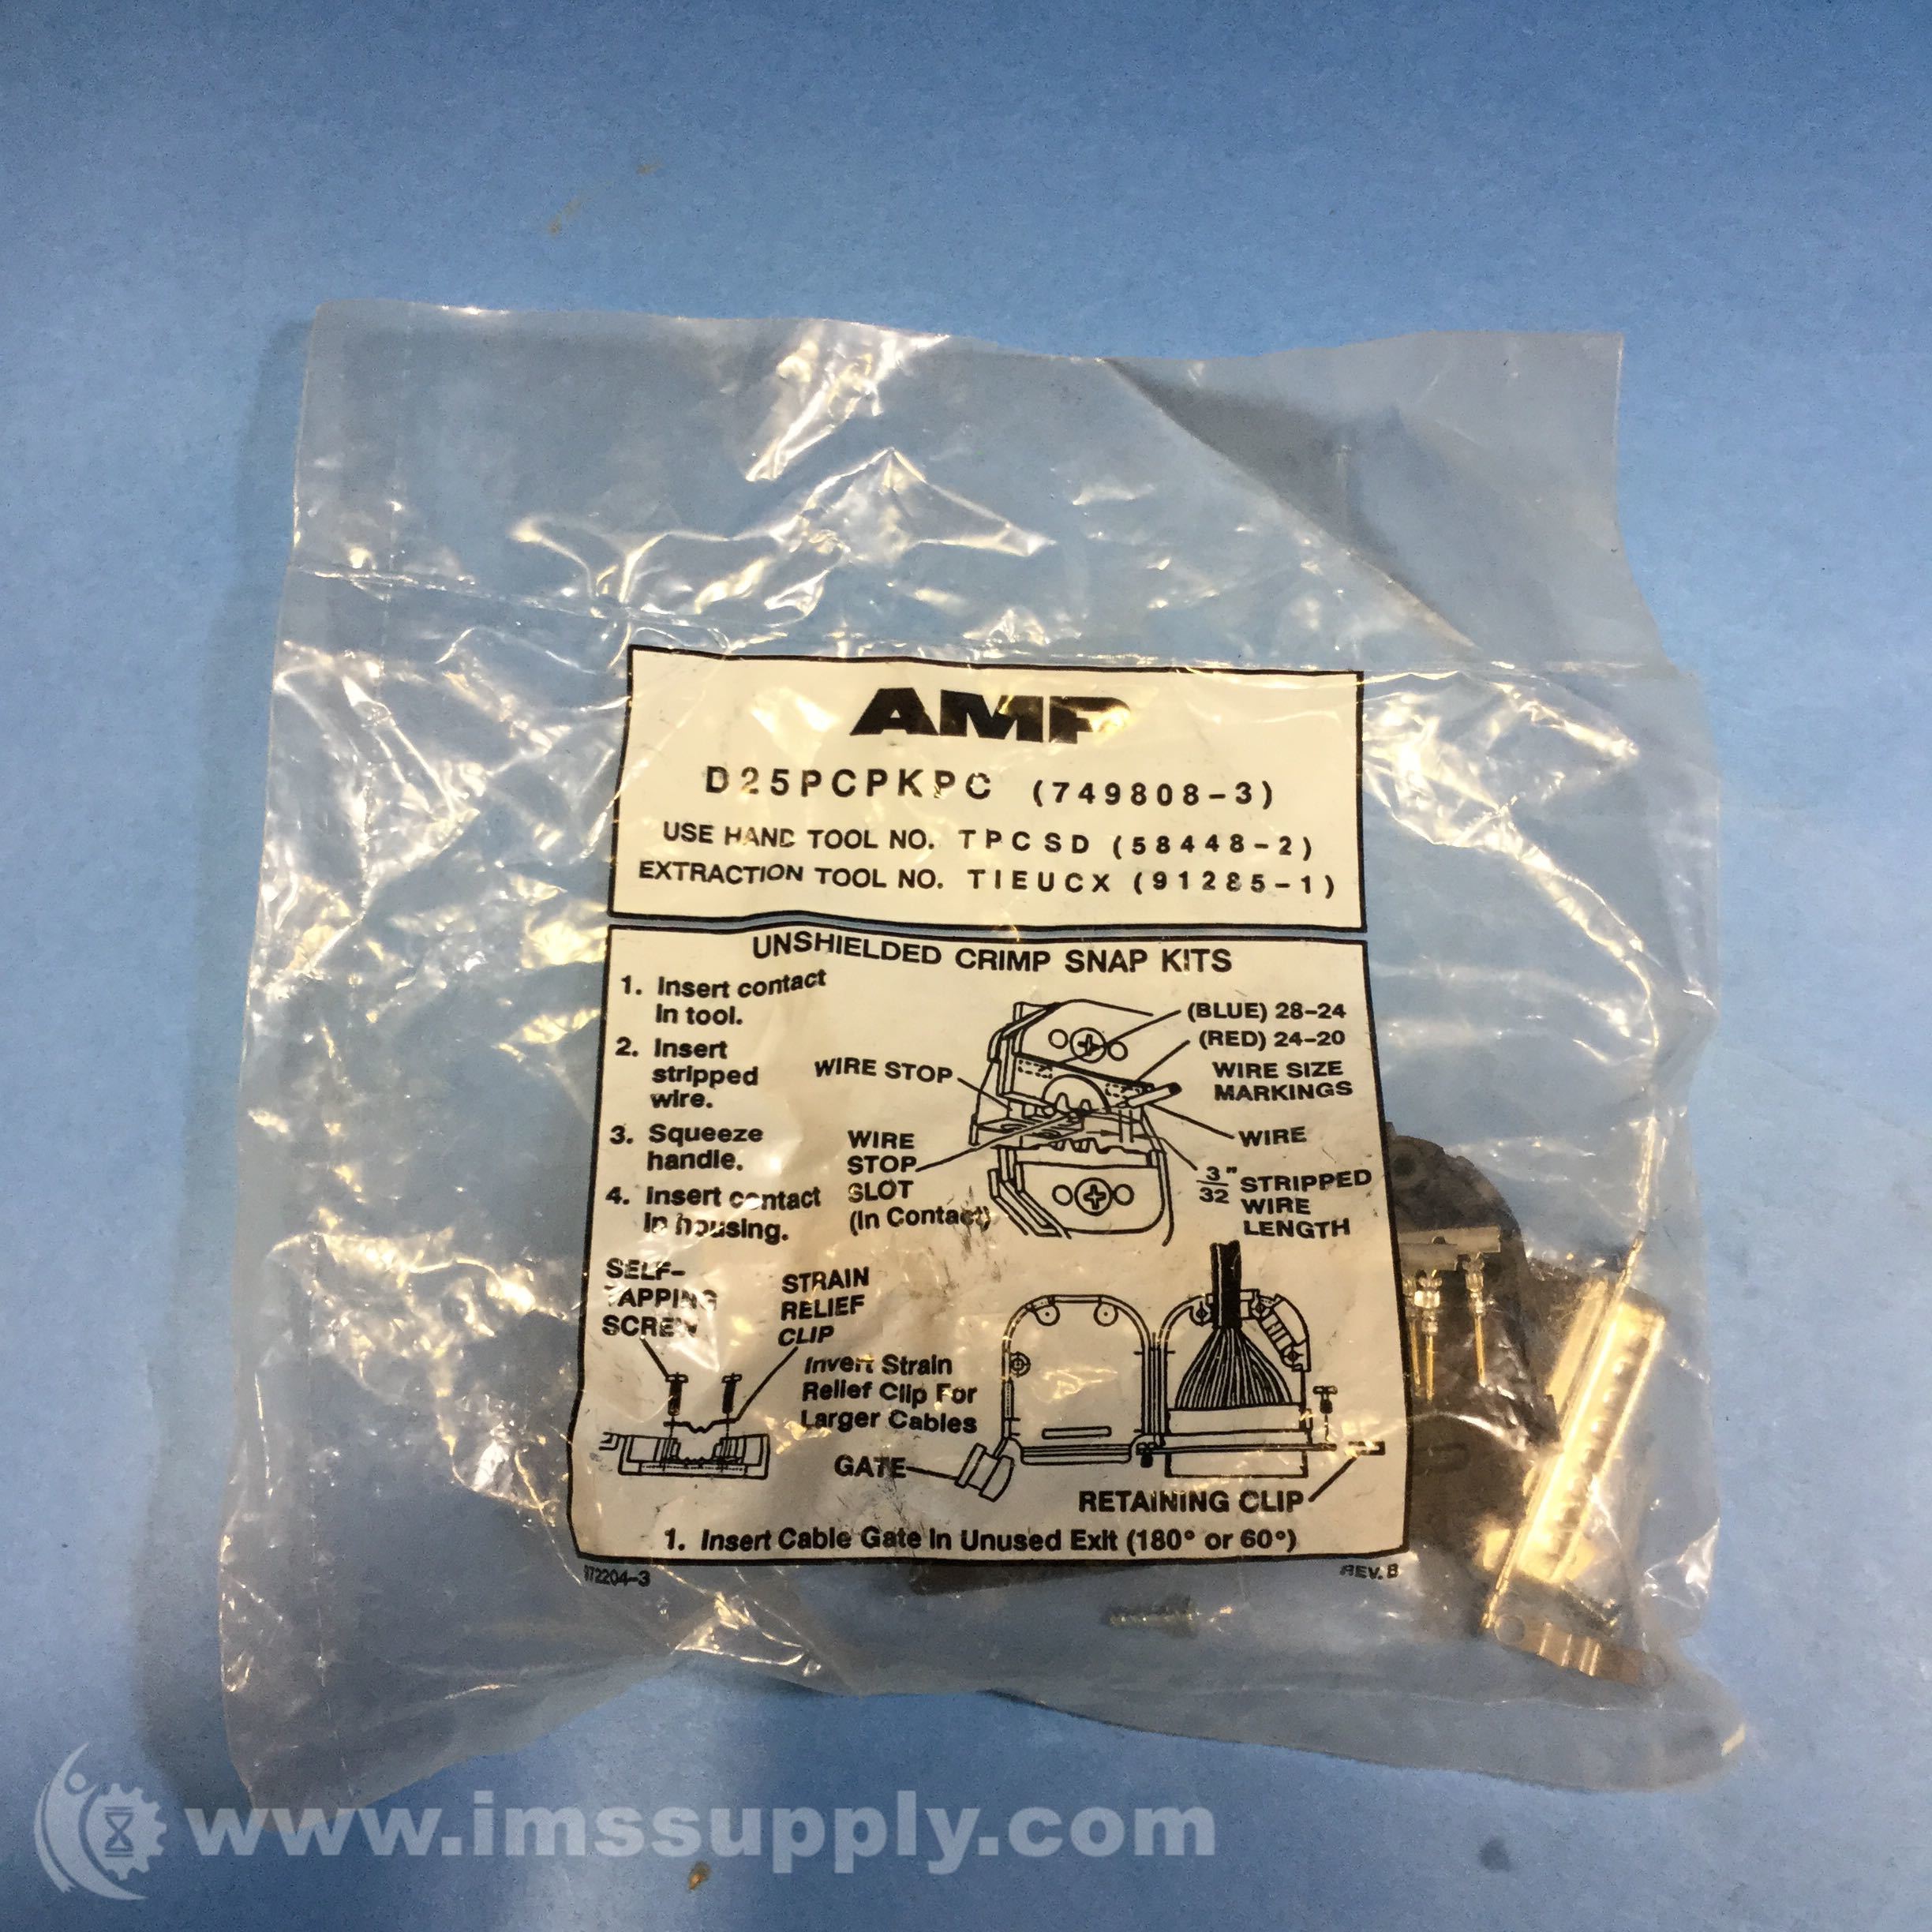 AMP
D25PCPKPC (749808-3)
USE HAND TOOL NO. TPCSD (58448-2)
EXTRACTION TOOL NO. TIEUCX (91285-1)
UNSHIELDED CRIMP SNAP KITS
1. Insert contact
in tool.
2. Insert
stripped
wire.
3. Squeeze
handle.
4. Insert contact
in housing.
WIRE STOP
WIRE
STOP
SLOT
(In Contact)
(BLUE) 28-24
(RED) 24-20
WIRE SIZE
MARKINGS
WIRE
3/32" STRIPPED
WIRE
LENGTH
SELF-
TAPPING
SCREW
STRAIN
RELIEF
CLIP
Invert Strain
Relief Clip For
Larger Cables
GATE
RETAINING CLIP
1. Insert Cable Gate In Unused Exit (180° or 60°)
REV. B
www.imssupply.com